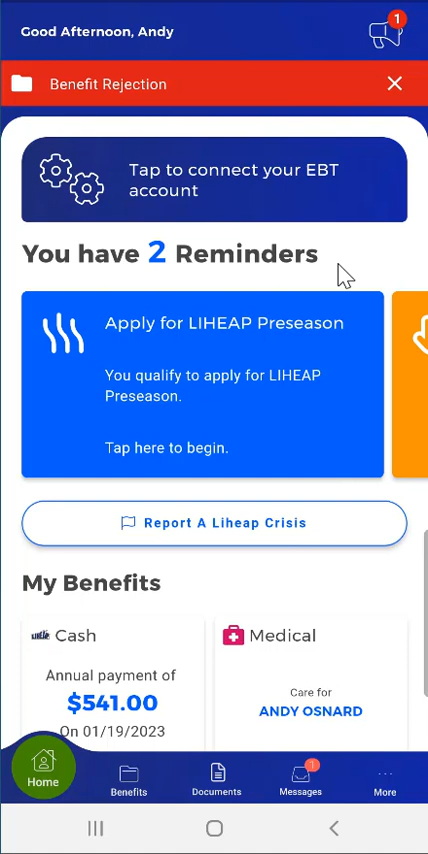 Good Afternoon, Andy
1
Benefit Rejection
Tap to connect your EBT
account
You have 2 Reminders
Apply for LIHEAP Preseason
You qualify to apply for LIHEAP
Preseason.
Tap here to begin.
Report A Liheap Crisis
My Benefits
Cash
Medical
Annual payment of
$541.00
On 01/19/2023
Care for
ANDY OSNARD
Home
Benefits
Documents
1
Messages
More